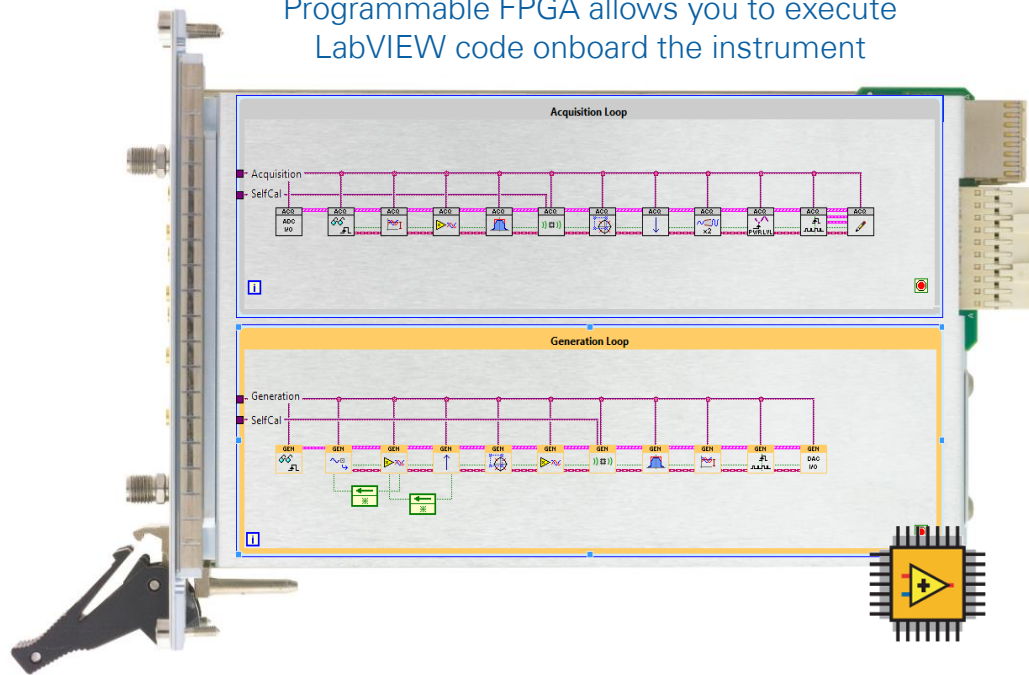 Programmable FPGA allows you to execute
LabVIEW code onboard the instrument
Acquisition Loop
Acquisition
SelfCal
ACQ ACQ ACQ ACQ ACQ ACQ ACQ ACQ ACQ ACQ ACQ ACQ
ADC
I/O
x2
PWR LVL
i
Generation Loop
Generation
SelfCal
GEN GEN GEN GEN GEN GEN GEN GEN GEN GEN GEN
DAC
I/O
i